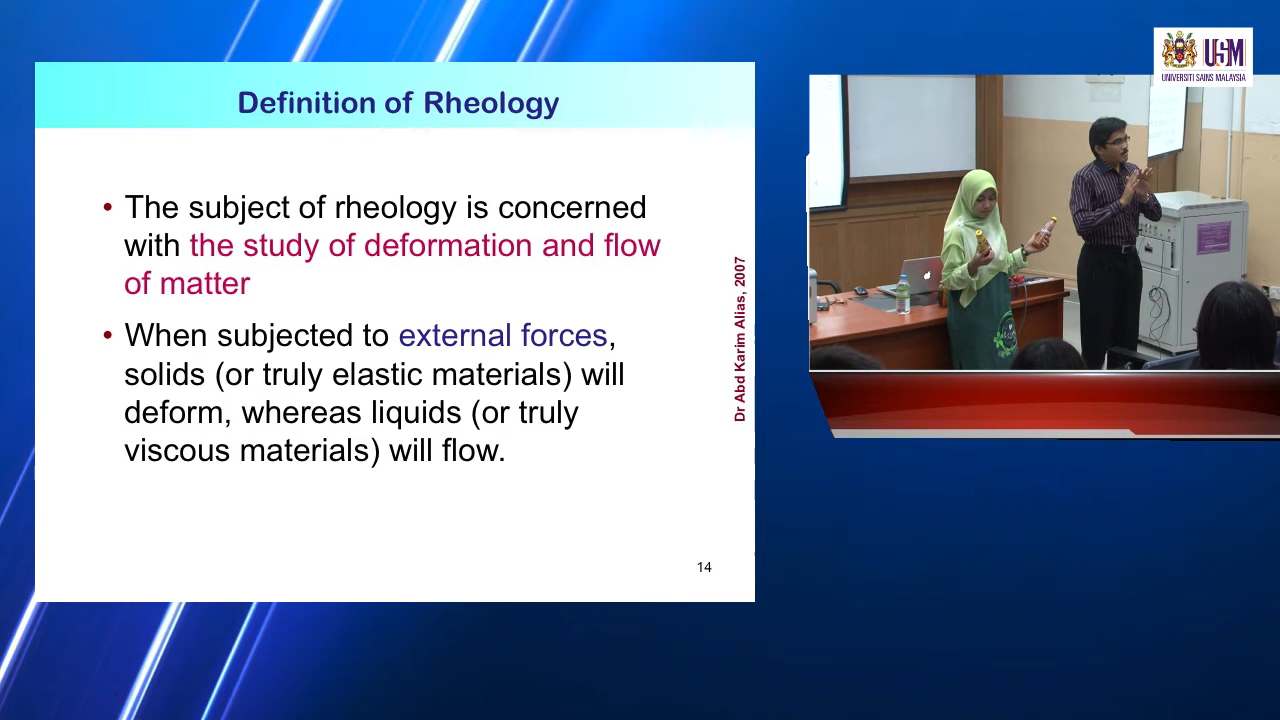 USM
UNIVERSITI SAINS MALAYSIA
Definition of Rheology
• The subject of rheology is concerned
with the study of deformation and flow
of matter
• When subjected to external forces,
solids (or truly elastic materials) will
deform, whereas liquids (or truly
viscous materials) will flow.
Dr Abd Karim Alias, 2007
14